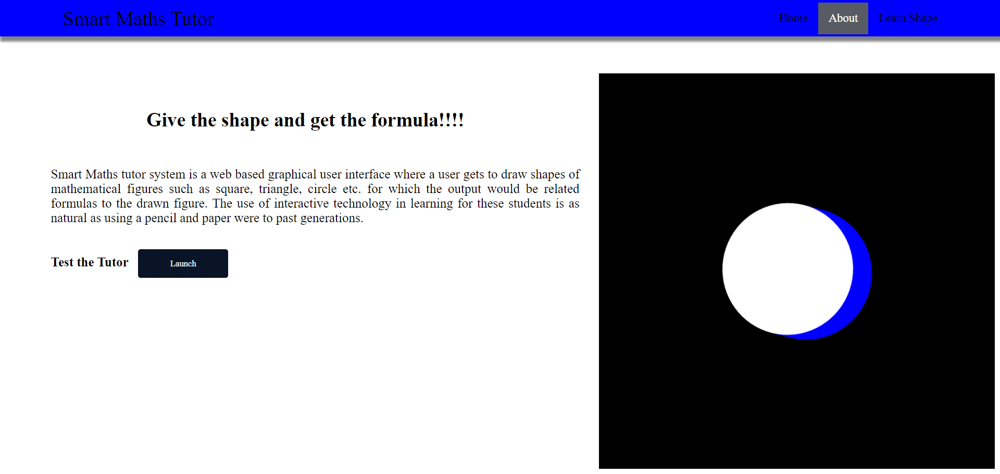 Smart Maths Tutor
Home About Learn Shape
Give the shape and get the formula!!!!
Smart Maths tutor system is a web based graphical user interface where a user gets to draw shapes of
mathematical figures such as square, triangle, circle etc. for which the output would be related
formulas to the drawn figure. The use of interactive technology in learning for these students is as
natural as using a pencil and paper were to past generations.
Test the Tutor Launch